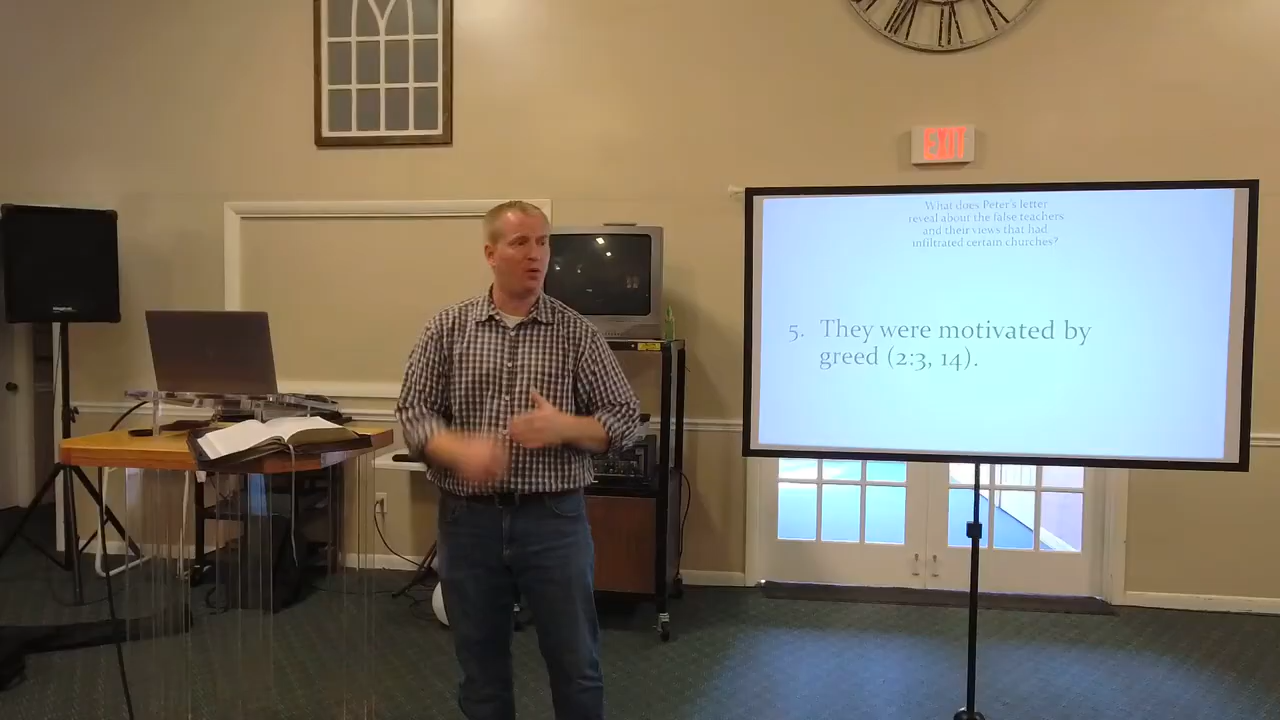 EXIT
What does Peter's letter
reveal about the false teachers
and their views that had
infiltrated certain churches?
5. They were motivated by
greed (2:3, 14).